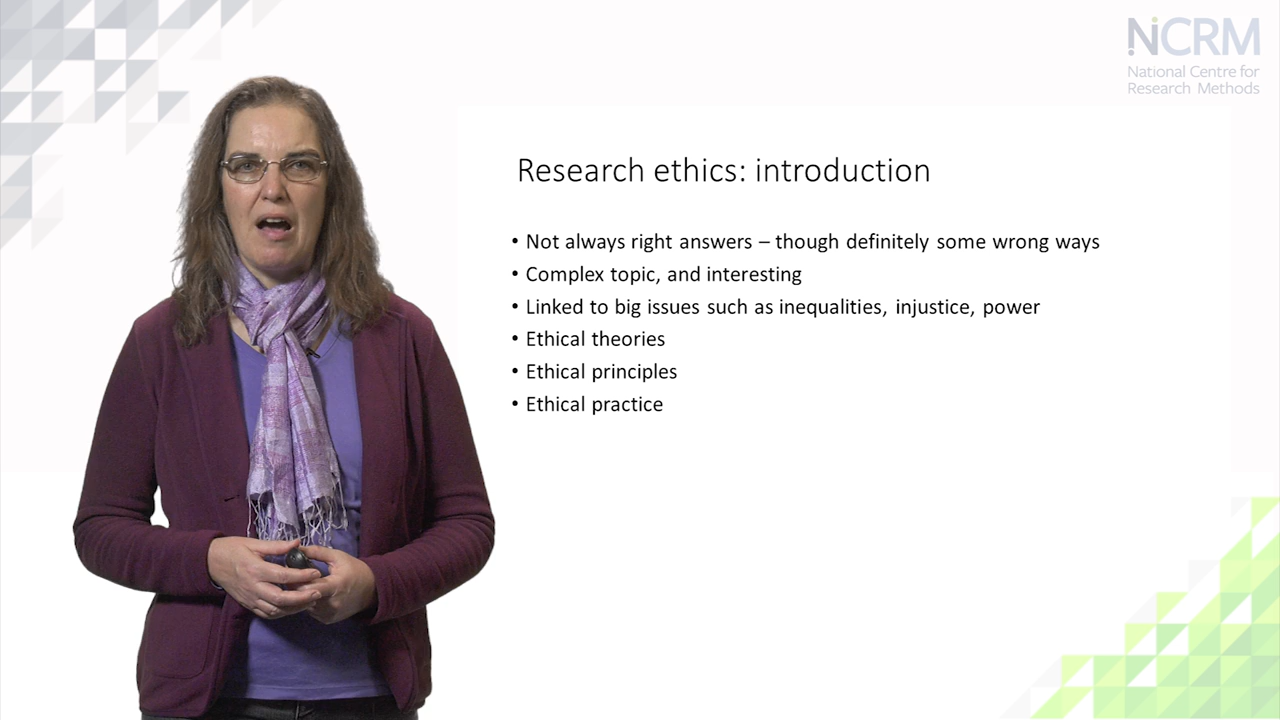 NCRM
National Centre for
Research Methods
Research ethics: introduction
• Not always right answers – though definitely some wrong ways
• Complex topic, and interesting
• Linked to big issues such as inequalities, injustice, power
• Ethical theories
• Ethical principles
• Ethical practice